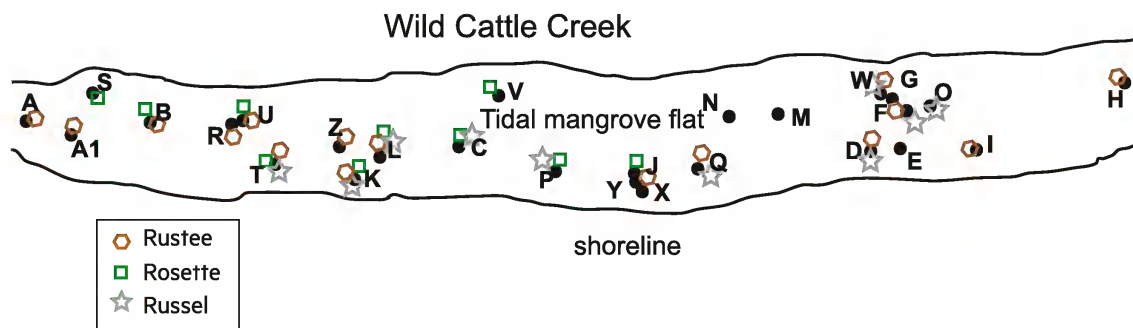 Wild Cattle Creek
S
W G
H
A
B
V
O
A1
U
N
M
F
R
Z
Tidal mangrove flat
L
C
D
E
I
T
K
P
J
Q
Y
X
shoreline
Rustee
Rosette
Russel